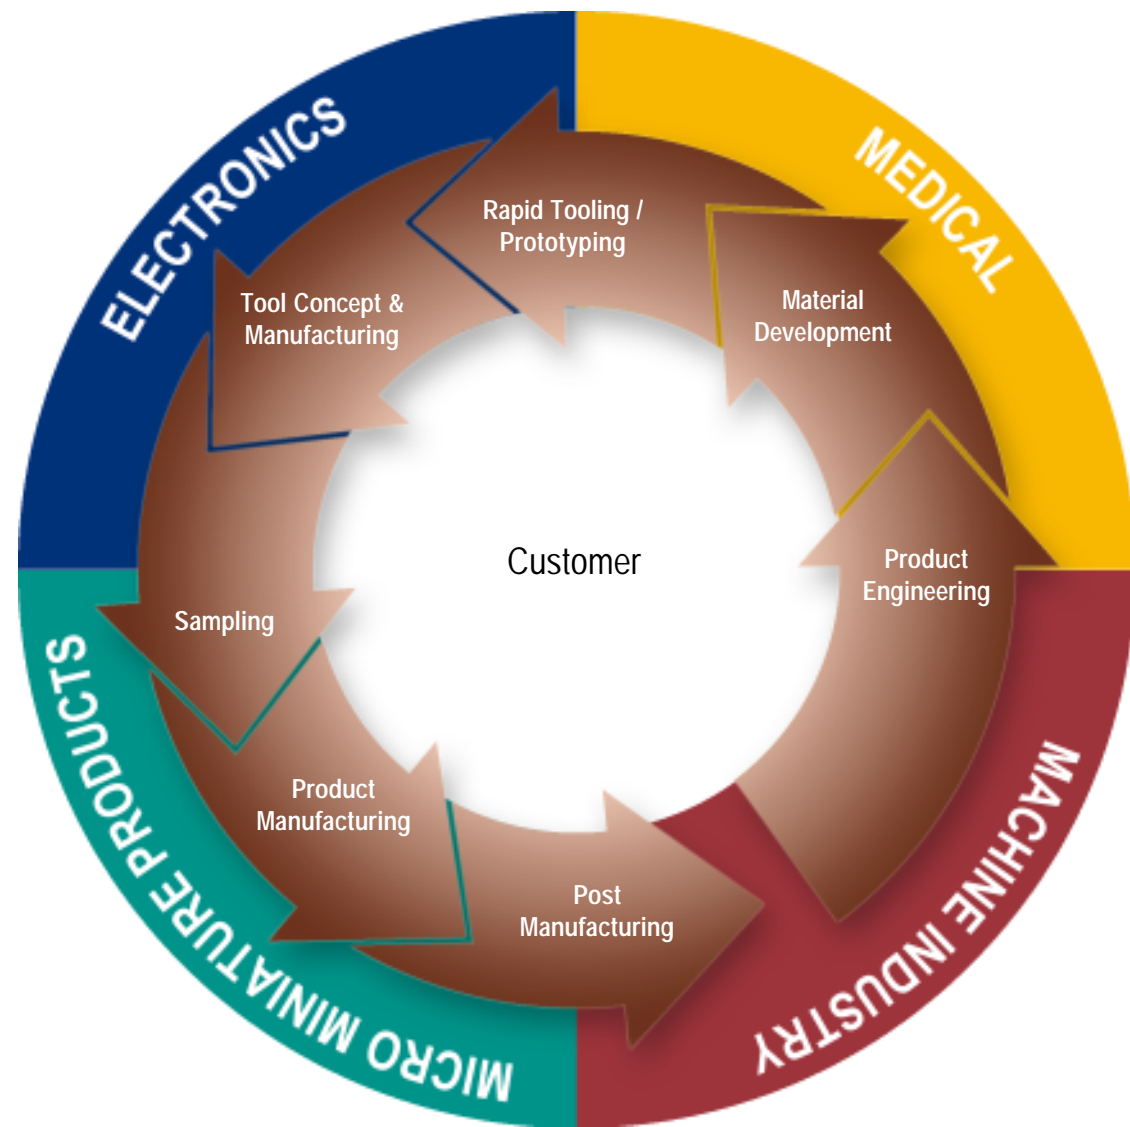 ELECTRONICS
MEDICAL
Rapid Tooling /
Prototyping
Material
Development
Tool Concept &
Manufacturing
Customer
Product
Engineering
Sampling
Product
Manufacturing
Post
Manufacturing
MICRO MINIATURE PRODUCTS
MACHINE INDUSTRY